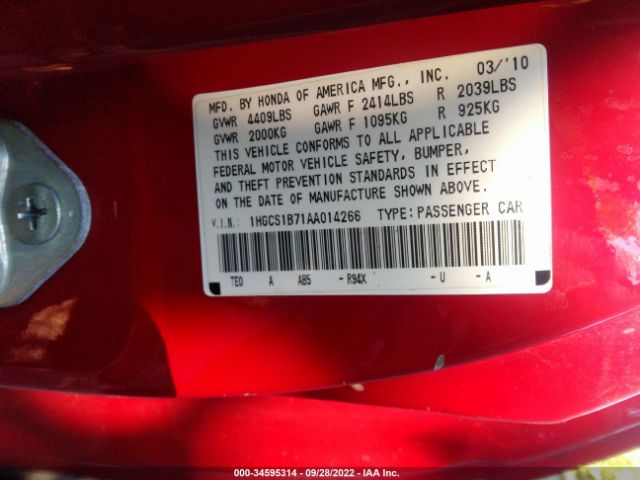 MFD. BY HONDA OF AMERICA MFG., INC. 03/'10
GVWR 4409LBS GAWR F 2414LBS R 2039LBS
GVWR 2000KG GAWR F 1095KG R 925KG
THIS VEHICLE CONFORMS TO ALL APPLICABLE
FEDERAL MOTOR VEHICLE SAFETY, BUMPER,
AND THEFT PREVENTION STANDARDS IN EFFECT
ON THE DATE OF MANUFACTURE SHOWN ABOVE.
V.I.N.: 1HGCS1B71AA014266 TYPE: PASSENGER CAR
TEO A AB5 - R94X - U - A
000-34595314 - 09/28/2022 - IAA Inc.